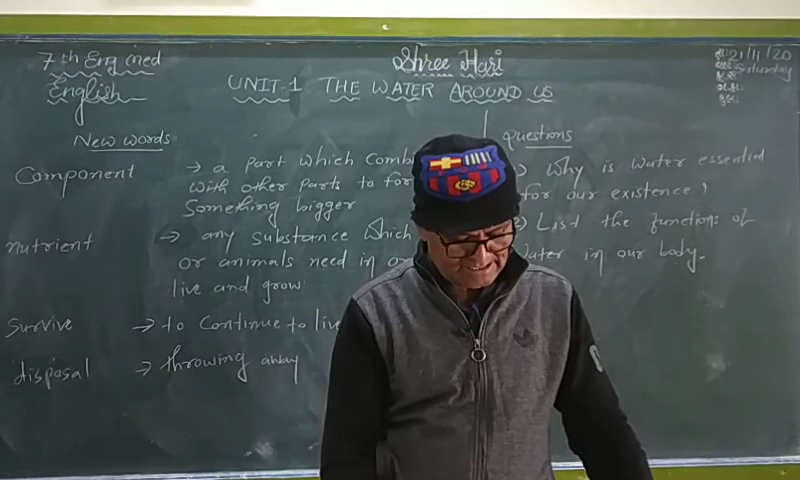 7th Eng med
Shree Hari
21/11/20
Saturday
English
UNIT-1 THE WATER AROUND US
New words
questions
Component → a part which comb
with other parts to for
Something bigger
nutrient → any substance which
or animals need in or
live and grow
Survive → to continue to live
disposal → throwing away
) Why is water essential
for our existence?
2) List the functions of
water in our body.